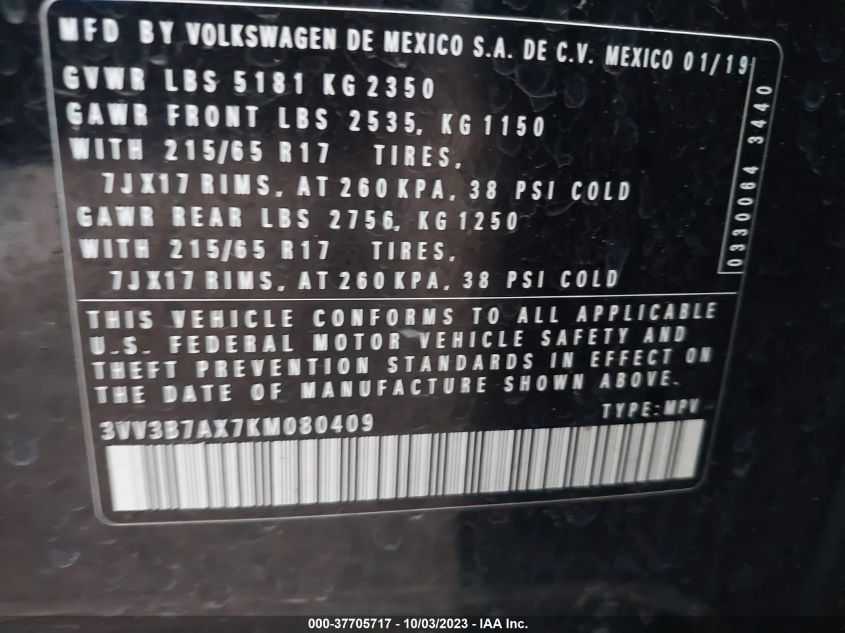 MFD BY VOLKSWAGEN DE MEXICO S.A. DE C.V. MEXICO 01/19
GVWR LBS 5181 KG 2350
GAWR FRONT LBS 2535, KG 1150
WITH 215/65 R17 TIRES,
7JX17 RIMS, AT 260 KPA, 38 PSI COLD
GAWR REAR LBS 2756, KG 1250
WITH 215/65 R17 TIRES,
7JX17 RIMS, AT 260 KPA, 38 PSI COLD
0330064 3440
THIS VEHICLE CONFORMS TO ALL APPLICABLE
U.S. FEDERAL MOTOR VEHICLE SAFETY AND
THEFT PREVENTION STANDARDS IN EFFECT ON
THE DATE OF MANUFACTURE SHOWN ABOVE.
3VV3B7AX7KM080409 TYPE: MPV
000-37705717 - 10/03/2023 - IAA Inc.